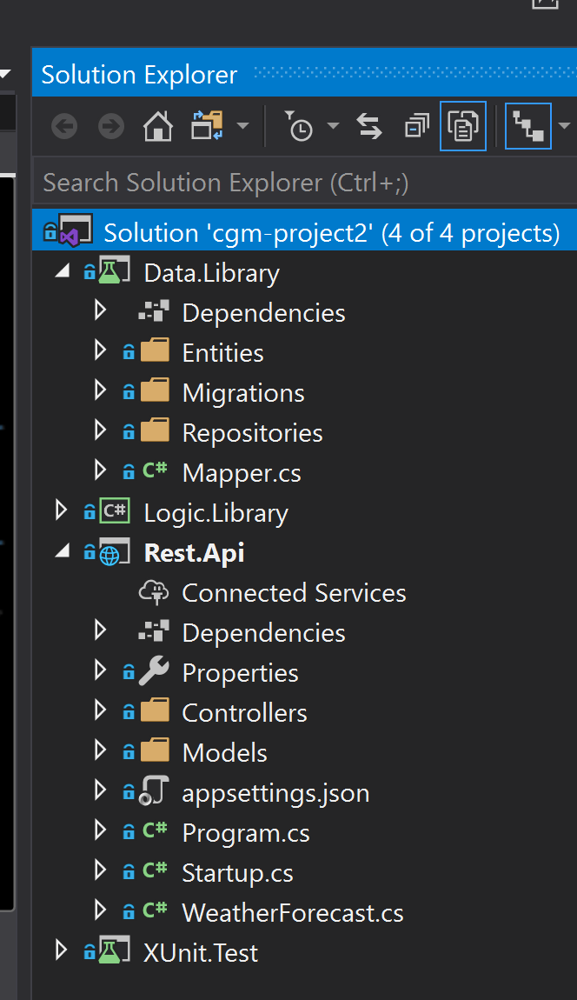 Solution Explorer
Search Solution Explorer (Ctrl+;)
Solution 'cgm-project2' (4 of 4 projects)
Data.Library
Dependencies
Entities
Migrations
Repositories
C# Mapper.cs
C# Logic.Library
Rest.Api
Connected Services
Dependencies
Properties
Controllers
Models
appsettings.json
C# Program.cs
C# Startup.cs
C# WeatherForecast.cs
XUnit.Test